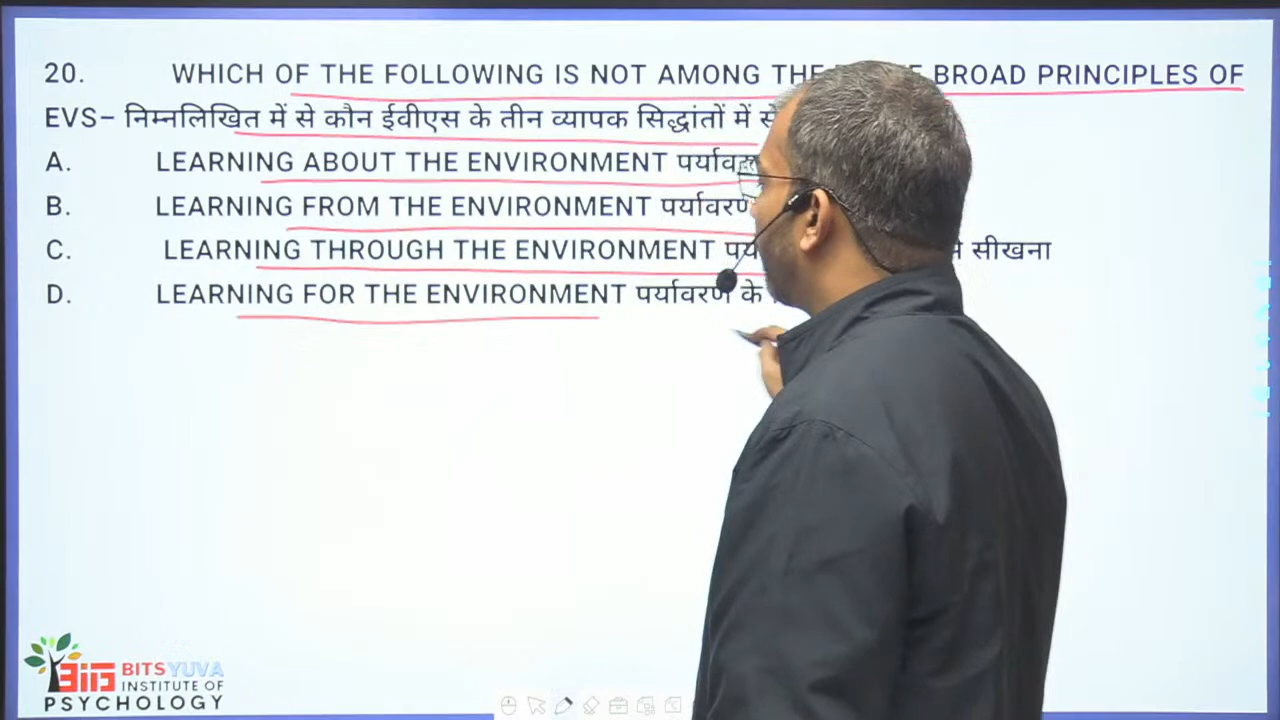 20. WHICH OF THE FOLLOWING IS NOT AMONG THE BROAD PRINCIPLES OF
EVS– निम्नलिखित में से कौन ईवीएस के तीन व्यापक सिद्धांतों में
A. LEARNING ABOUT THE ENVIRONMENT
B. LEARNING FROM THE ENVIRONMENT पर्यावरण
C. LEARNING THROUGH THE ENVIRONMENT सीखना
D. LEARNING FOR THE ENVIRONMENT पर्यावरण के
BITS YUVA
INSTITUTE OF
PSYCHOLOGY